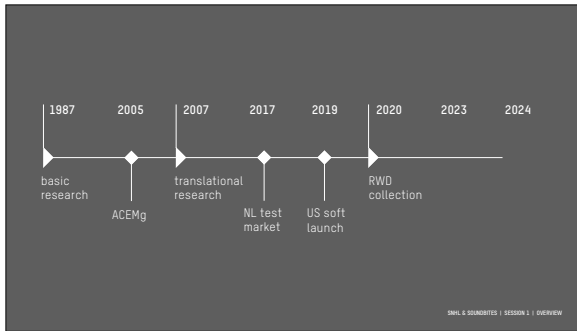 1987 2005 2007 2017 2019 2020 2023 2024
basic
research
ACEMg
translational
research
NL test
market
US soft
launch
RWD
collection
SNHL & SOUNDBITES | SESSION 1 | OVERVIEW